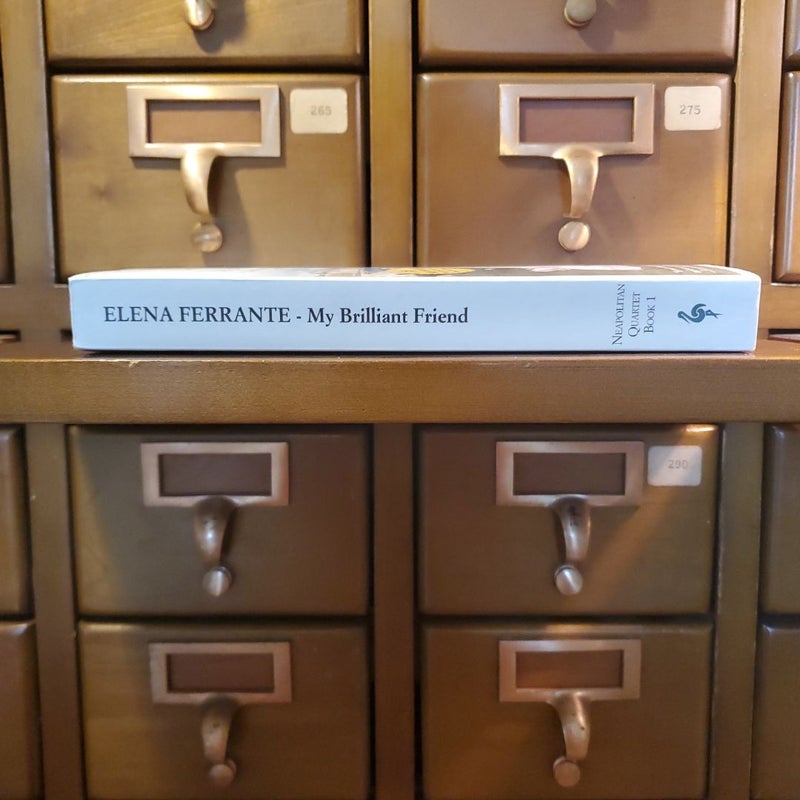 265
275
ELENA FERRANTE - My Brilliant Friend
NEAPOLITAN
QUARTET
BOOK 1
290